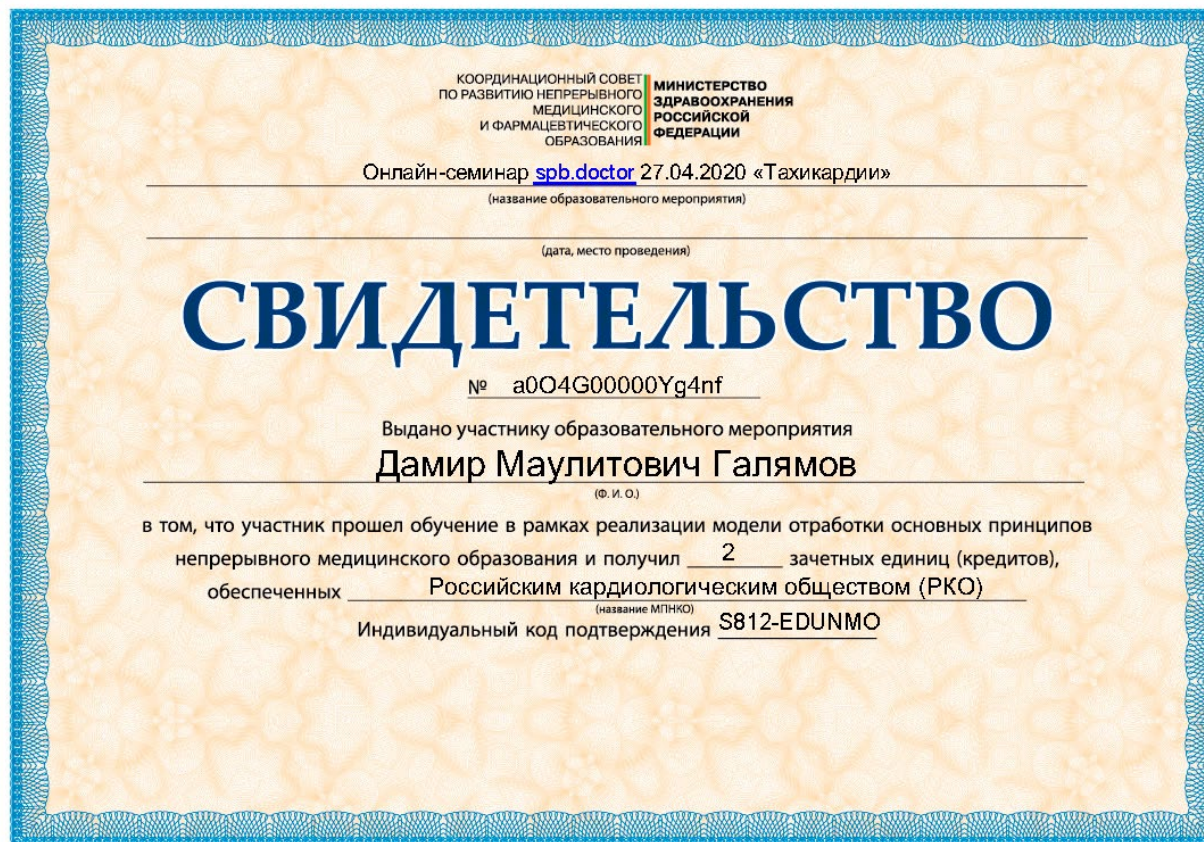 КООРДИНАЦИОННЫЙ СОВЕТ
ПО РАЗВИТИЮ НЕПРЕРЫВНОГО
МЕДИЦИНСКОГО
И ФАРМАЦЕВТИЧЕСКОГО
ОБРАЗОВАНИЯ
МИНИСТЕРСТВО
ЗДРАВООХРАНЕНИЯ
РОССИЙСКОЙ
ФЕДЕРАЦИИ
Онлайн-семинар spb.doctor 27.04.2020 «Тахикардии»
(название образовательного мероприятия)
(дата, место проведения)
СВИДЕТЕЛЬСТВО
№ a0O4G00000Yg4nf
Выдано участнику образовательного мероприятия
Дамир Маулитович Галямов
(Ф. И. О.)
в том, что участник прошел обучение в рамках реализации модели отработки основных принципов
непрерывного медицинского образования и получил 2 зачетных единиц (кредитов),
обеспеченных Российским кардиологическим обществом (РКО)
(название МПНКО)
Индивидуальный код подтверждения S812-EDUNMO